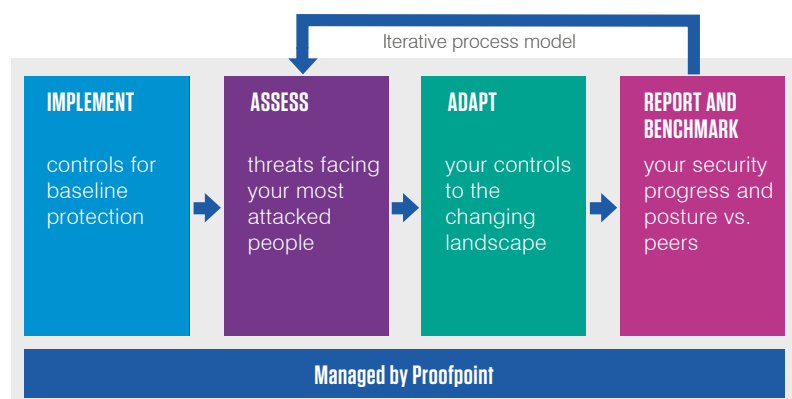 Iterative process model
IMPLEMENT
controls for
baseline
protection
ASSESS
threats facing
your most
attacked
people
ADAPT
your controls
to the
changing
landscape
REPORT AND
BENCHMARK
your security
progress and
posture vs.
peers
Managed by Proofpoint